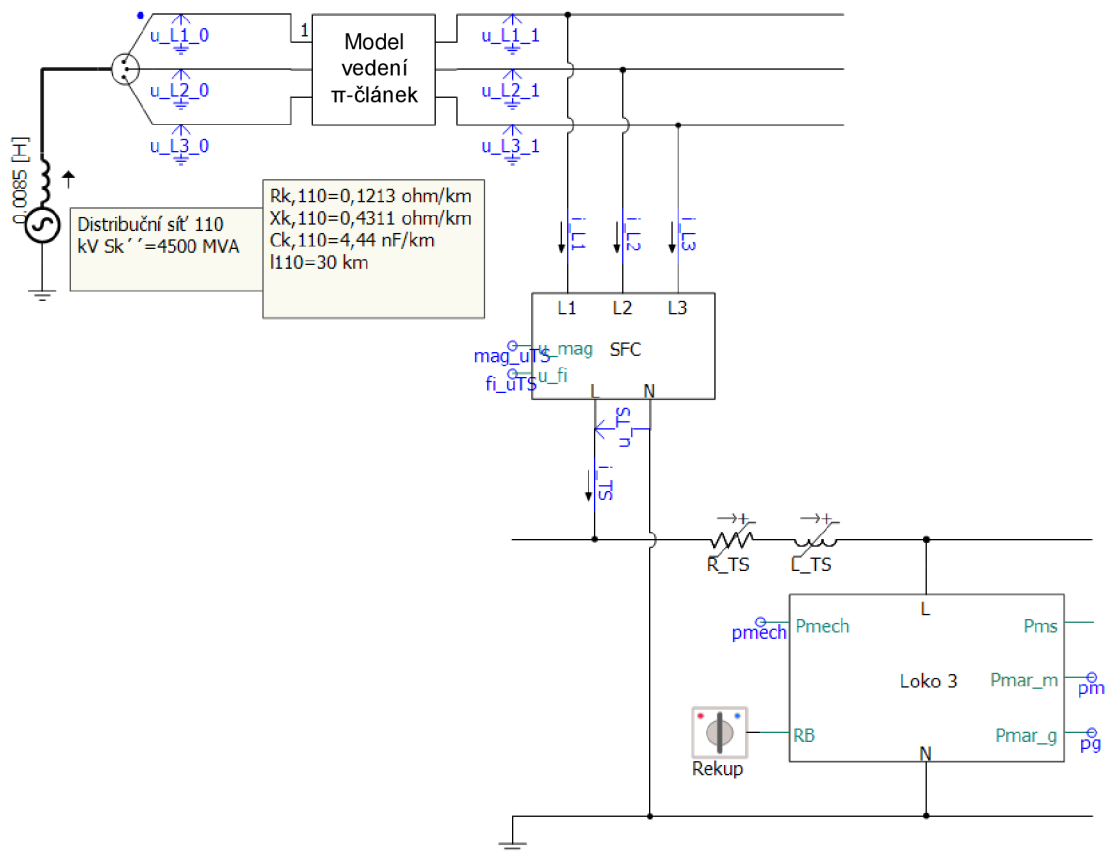 u_L1_0
1
Model
vedení
π-článek
u_L1_1
u_L2_0
u_L2_1
u_L3_0
u_L3_1
0.0085 [H]
Distribuční síť 110
kV Sk´´=4500 MVA
Rk,110=0,1213 ohm/km
Xk,110=0,4311 ohm/km
Ck,110=4,44 nF/km
l110=30 km
i_L1
i_L2
i_L3
L1
L2
L3
SFC
u_mag
mag_uTS
u_fi
fi_uTS
L
N
u_TS
i_TS
R_TS
L_TS
L
pmech
Pmech
Pms
Loko 3
Pmar_m
pm
RB
Pmar_g
pg
N
Rekup